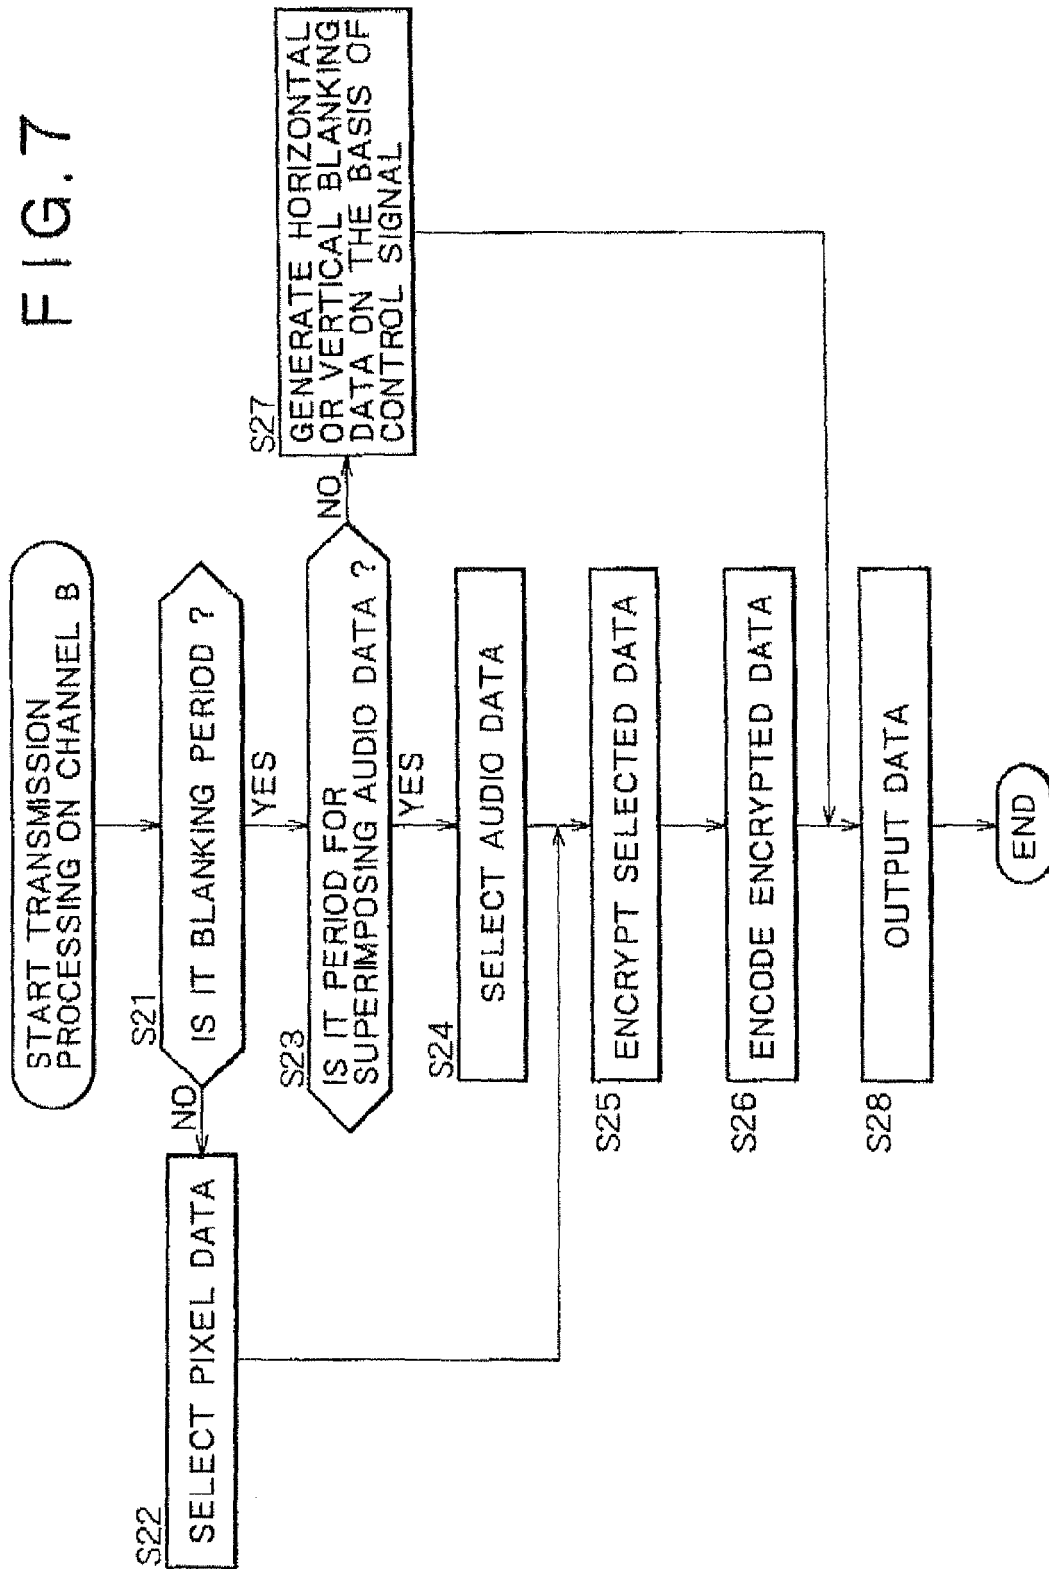 FIG. 7
START TRANSMISSION
PROCESSING ON CHANNEL B
S21
IS IT BLANKING PERIOD ?
NO
YES
S22
SELECT PIXEL DATA
S23
IS IT PERIOD FOR
SUPERIMPOSING AUDIO DATA ?
NO
YES
S27
GENERATE HORIZONTAL
OR VERTICAL BLANKING
DATA ON THE BASIS OF
CONTROL SIGNAL
S24
SELECT AUDIO DATA
S25
ENCRYPT SELECTED DATA
S26
ENCODE ENCRYPTED DATA
S28
OUTPUT DATA
END